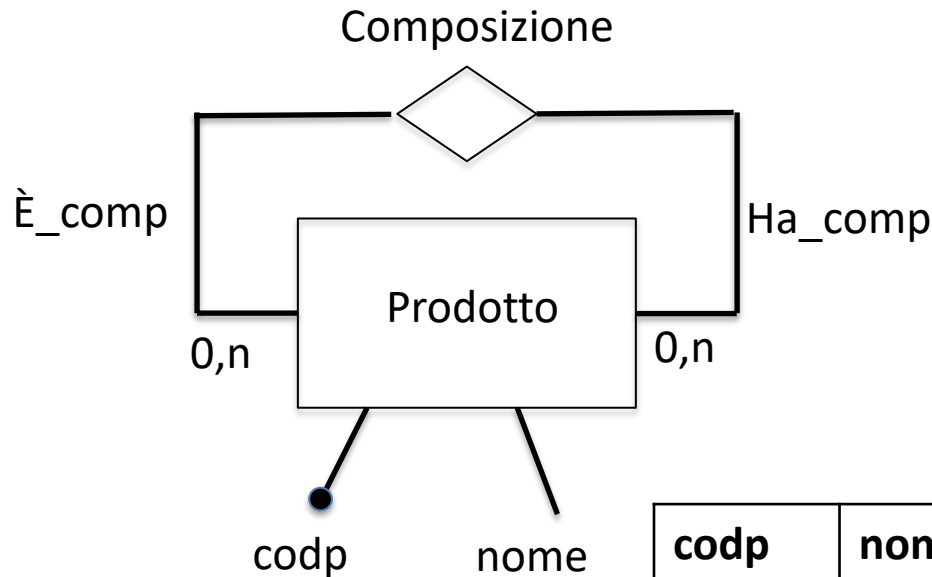 Composizione
È_comp
Ha_comp
Prodotto
0,n
0,n
codp
nome
codp